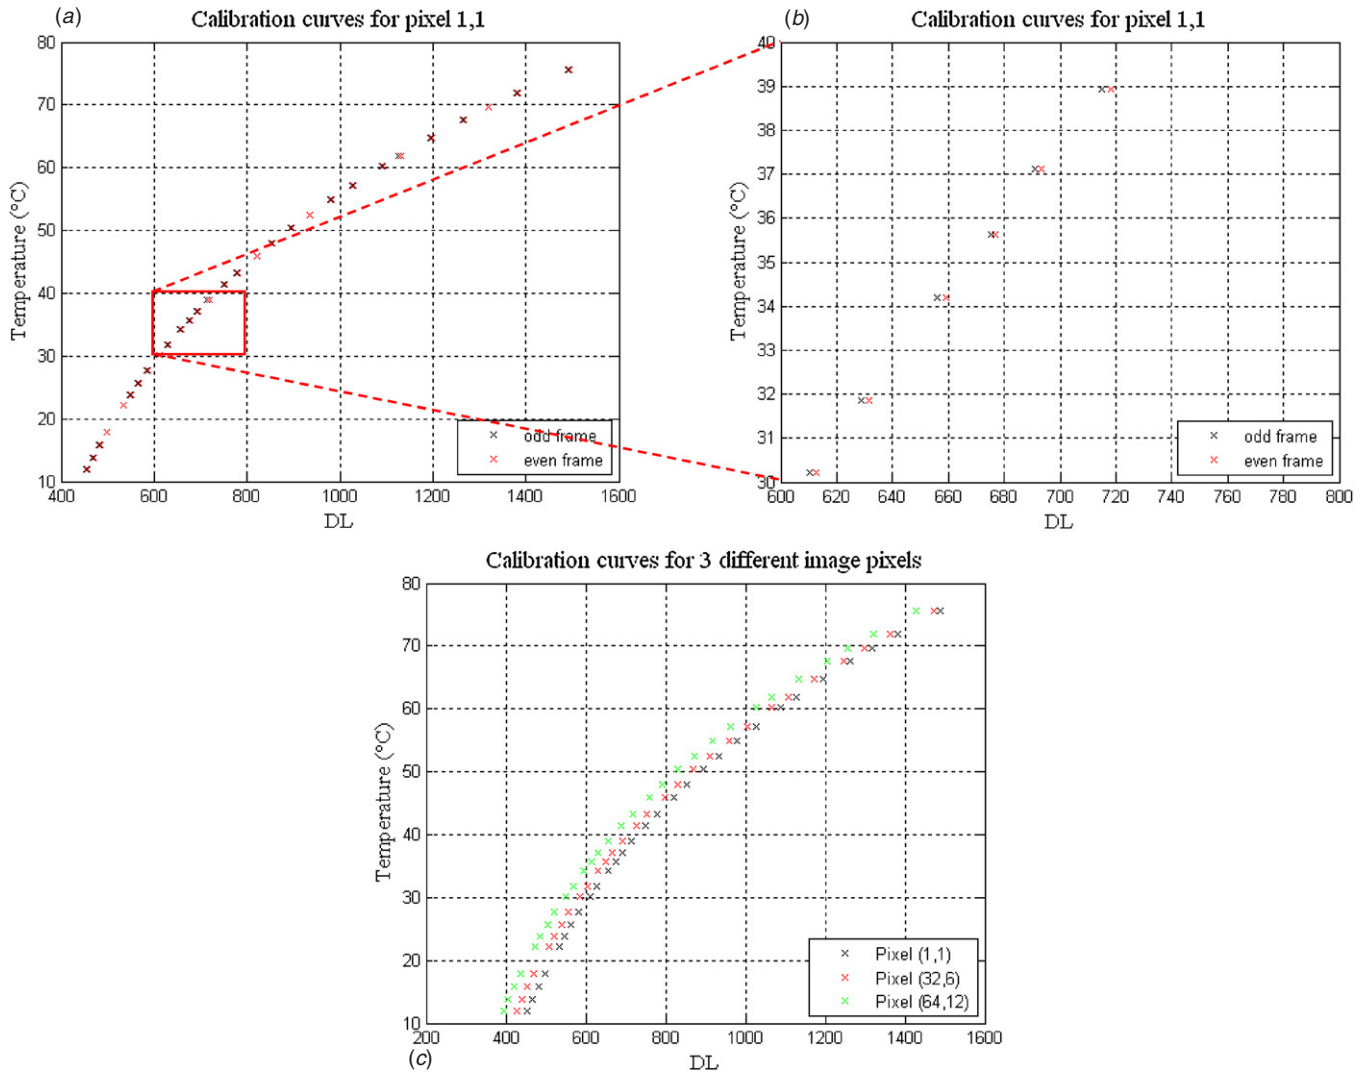 (a)
Calibration curves for pixel 1,1
80
70
60
50
40
30
20
10
Temperature (°C)
400 600 800 1000 1200 1400 1600
DL
odd frame
even frame
(b)
Calibration curves for pixel 1,1
40
39
38
37
36
35
34
33
32
31
30
Temperature (°C)
600 620 640 660 680 700 720 740 760 780 800
DL
odd frame
even frame
Calibration curves for 3 different image pixels
80
70
60
50
40
30
20
10
Temperature (°C)
200 400 600 800 1000 1200 1400 1600
DL
Pixel (1,1)
Pixel (32,6)
Pixel (64,12)
(c)